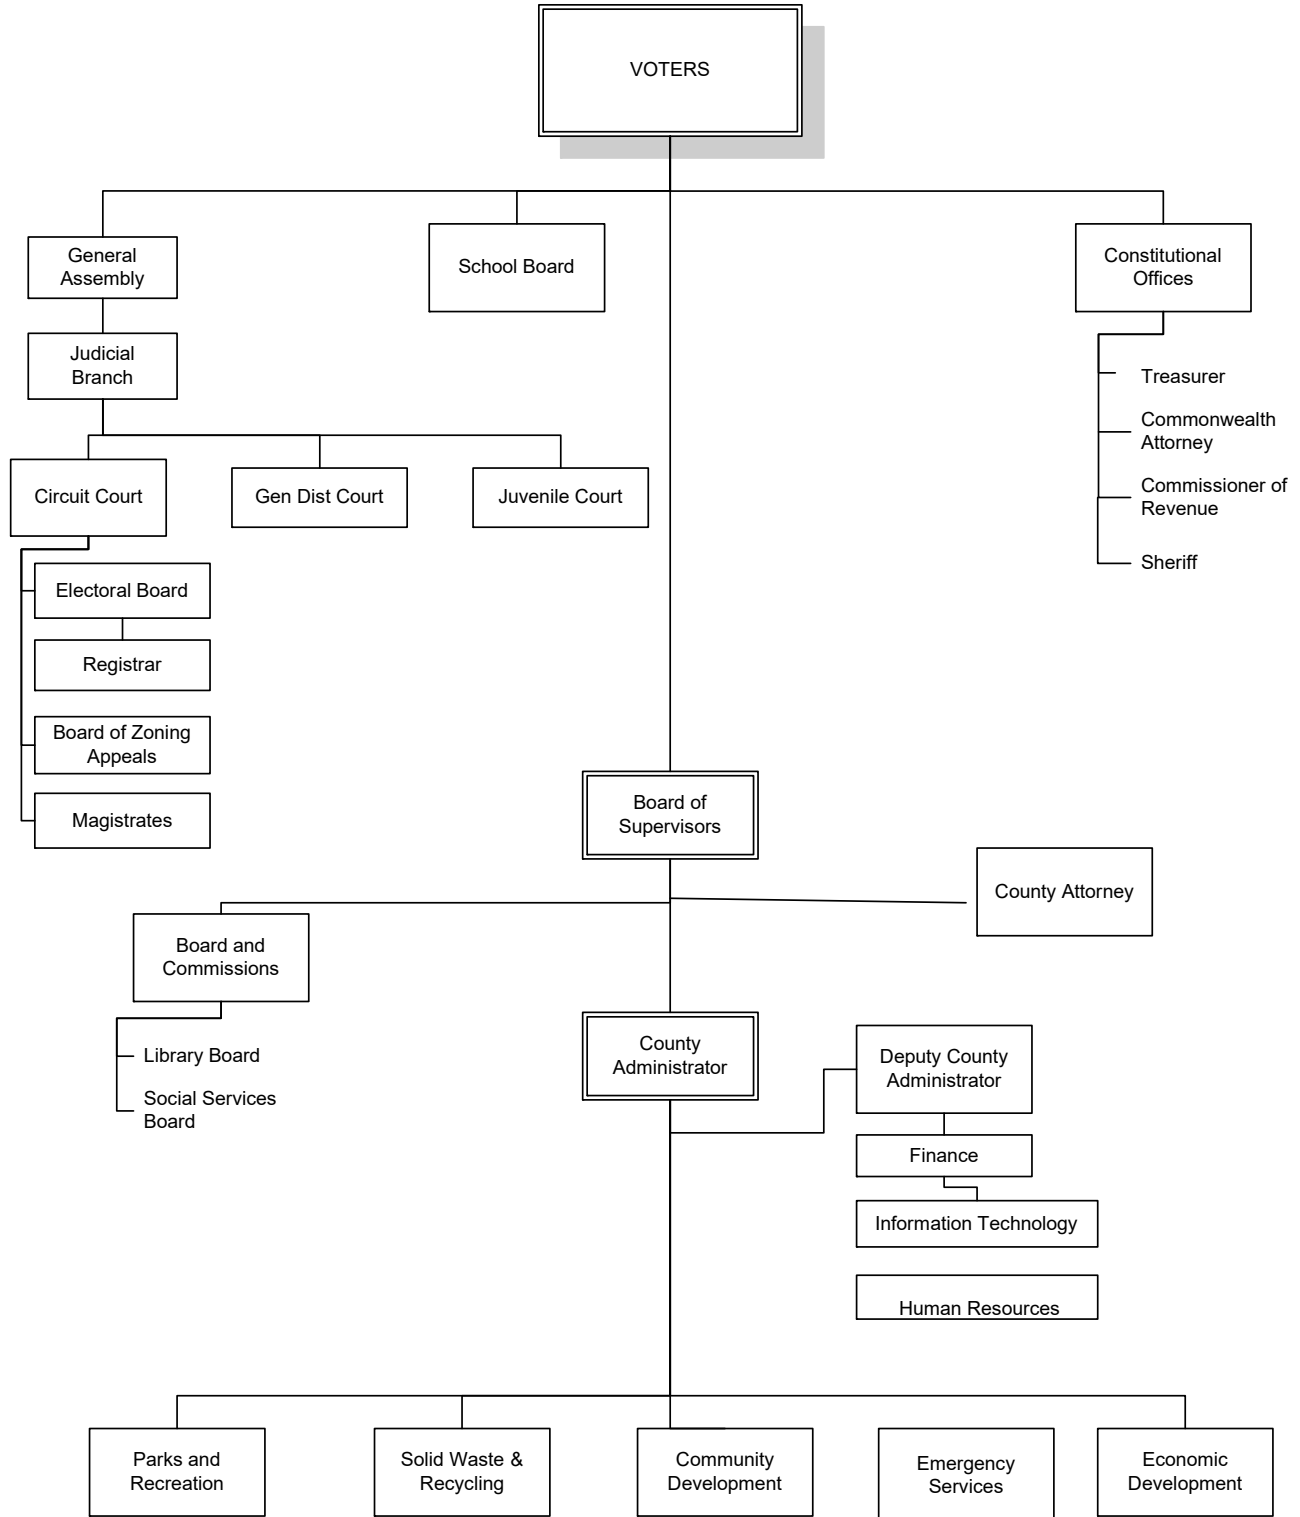 VOTERS
General
Assembly
School Board
Constitutional
Offices
Judicial
Branch
Treasurer
Commonwealth
Attorney
Commissioner of
Revenue
Sheriff
Circuit Court
Gen Dist Court
Juvenile Court
Electoral Board
Registrar
Board of Zoning
Appeals
Magistrates
Board of
Supervisors
County Attorney
Board and
Commissions
Library Board
Social Services
Board
County
Administrator
Deputy County
Administrator
Finance
Information Technology
Human Resources
Parks and
Recreation
Solid Waste &
Recycling
Community
Development
Emergency
Services
Economic
Development